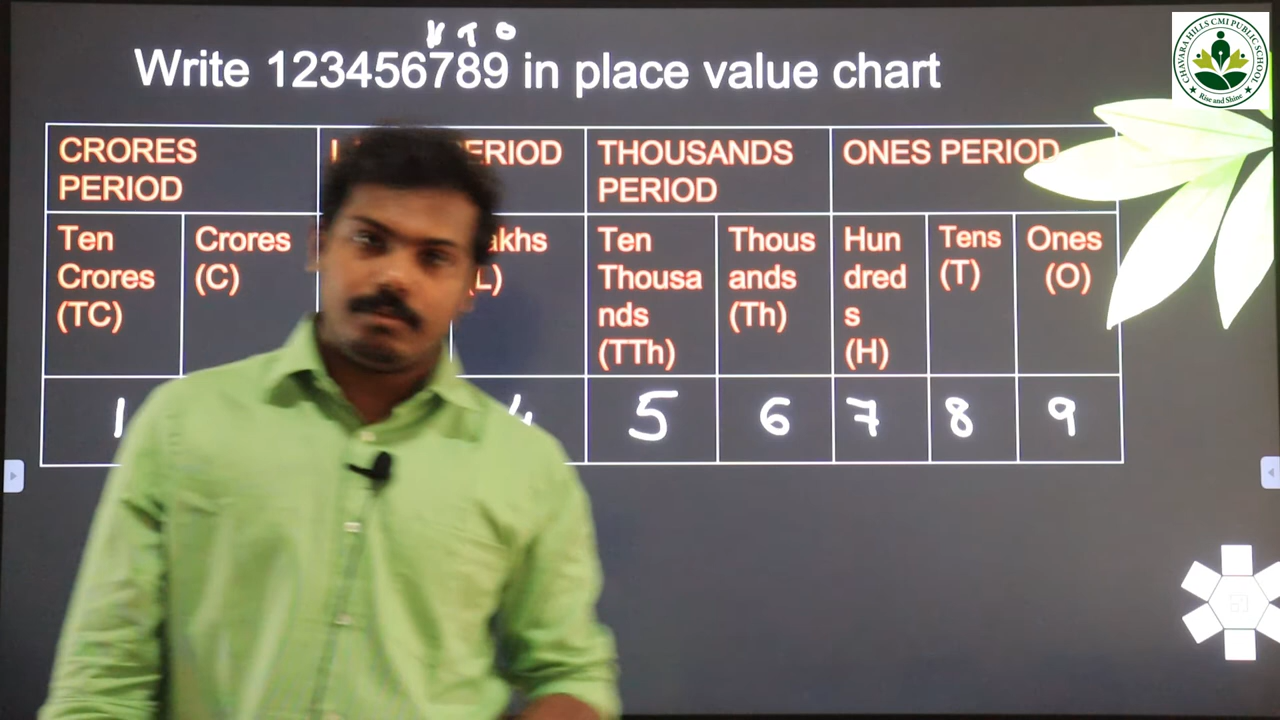 H T O
Write 123456789 in place value chart
CHAVARA HILLS CMI PUBLIC SCHOOL
Rise and Shine
CRORES
PERIOD
ERIOD
THOUSANDS
PERIOD
ONES PERIOD
Ten
Crores
(TC)
Crores
(C)
akhs
(L)
Ten
Thousa
nds
(TTh)
Thous
ands
(Th)
Hun
dred
s
(H)
Tens
(T)
Ones
(O)
1 4 5 6 7 8 9